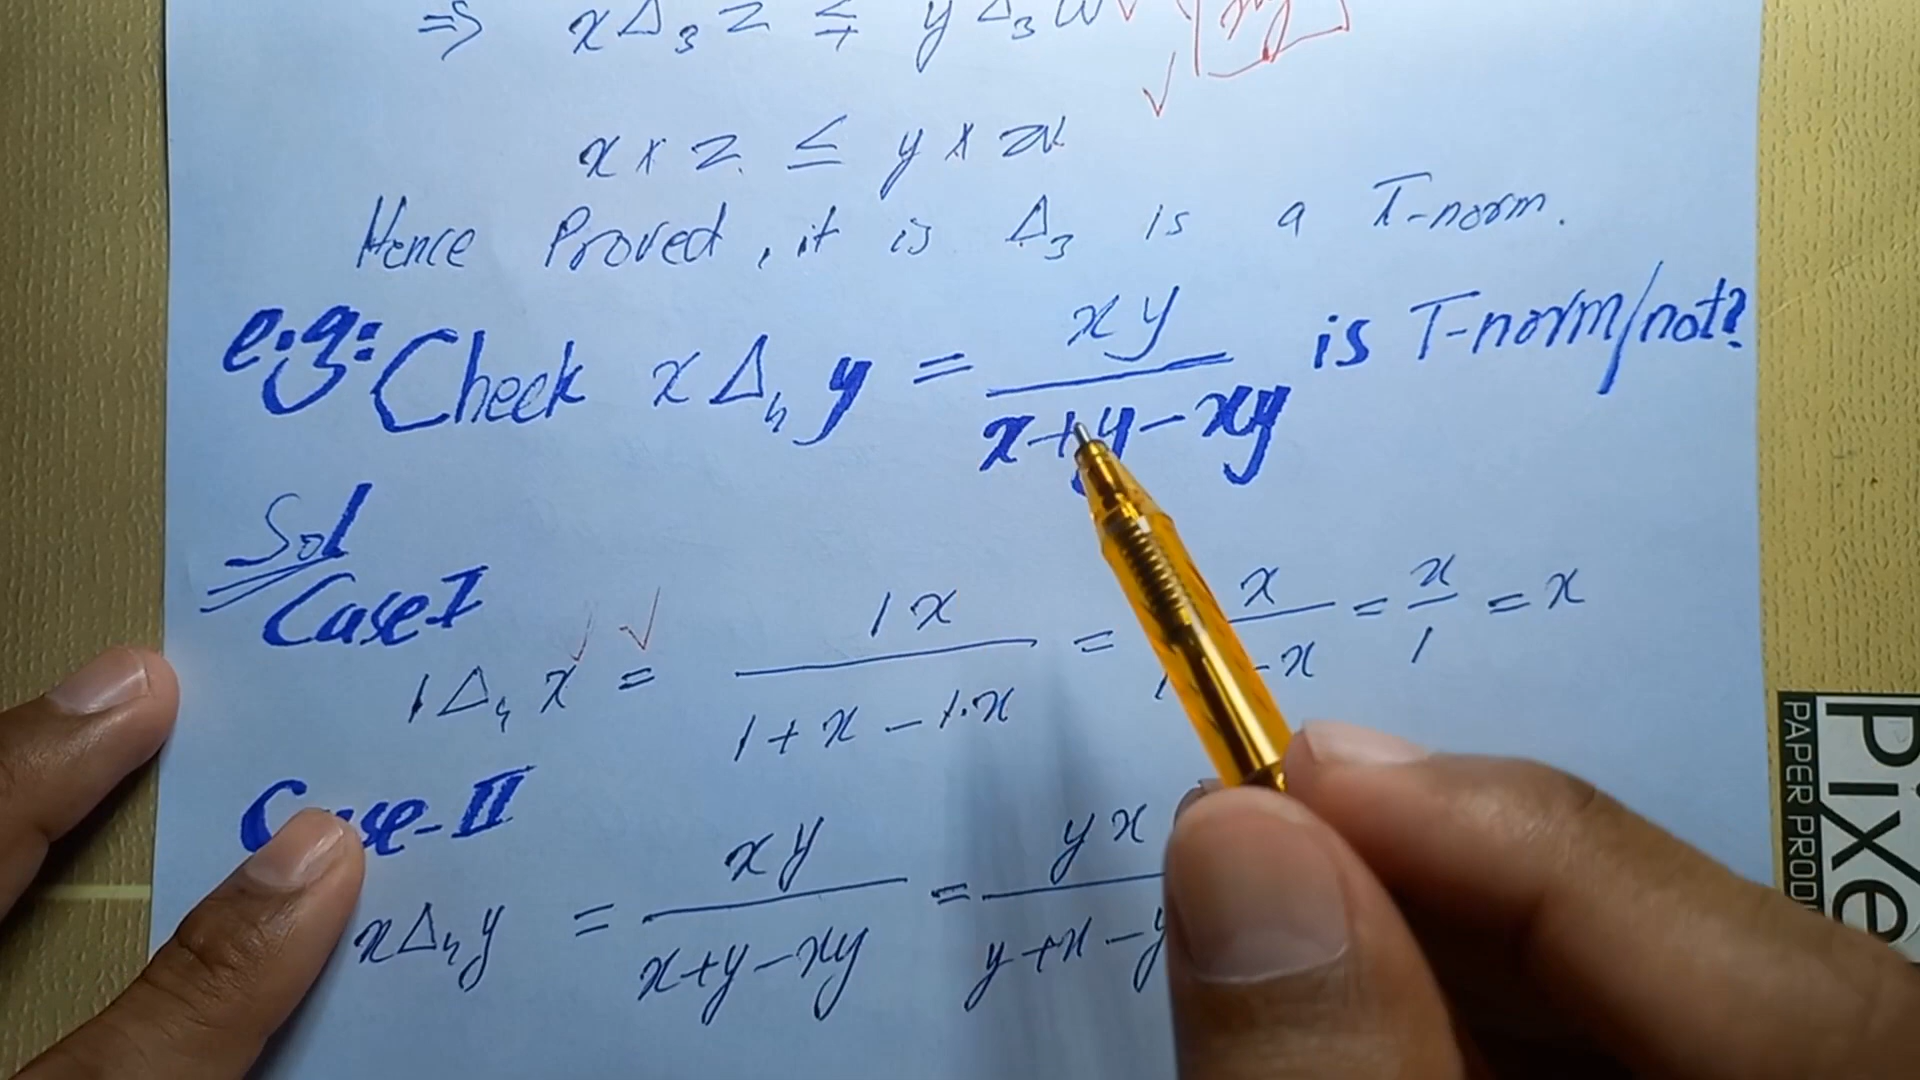 ⇒ x Δ₃ z ≤ y Δ₃ w
x × z ≤ y × w
Hence Proved, it is Δ₃ is a T-norm.
e.g: Check x Δ₄ y = xy / x+y-xy is T-norm/not?
Sol
Case-I
1 Δ₄ x = 1x / 1+x-1.x = x / -x = x / 1 = x
Case-II
x Δ₄ y = xy / x+y-xy = yx / y+x-y
PiXe
PAPER PRODU